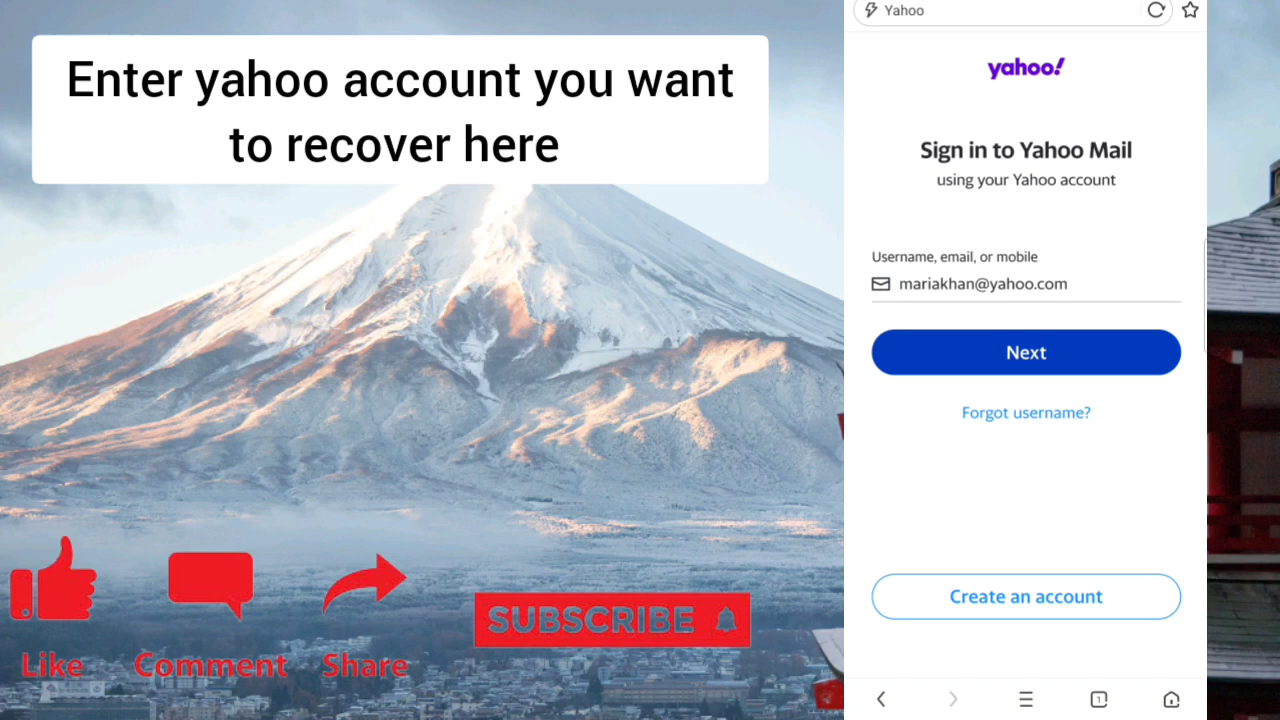 Enter yahoo account you want
to recover here
Like
Comment
Share
SUBSCRIBE
Yahoo
yahoo!
Sign in to Yahoo Mail
using your Yahoo account
Username, email, or mobile
mariakhan@yahoo.com
Next
Forgot username?
Create an account
1